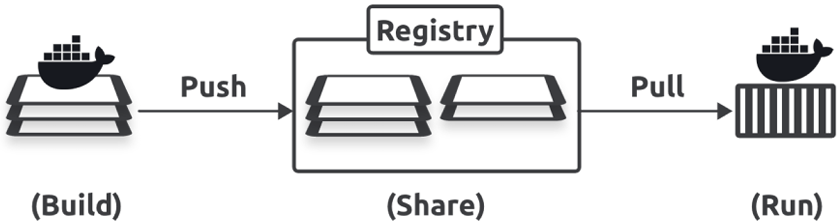 Registry
Push
Pull
(Build)
(Share)
(Run)